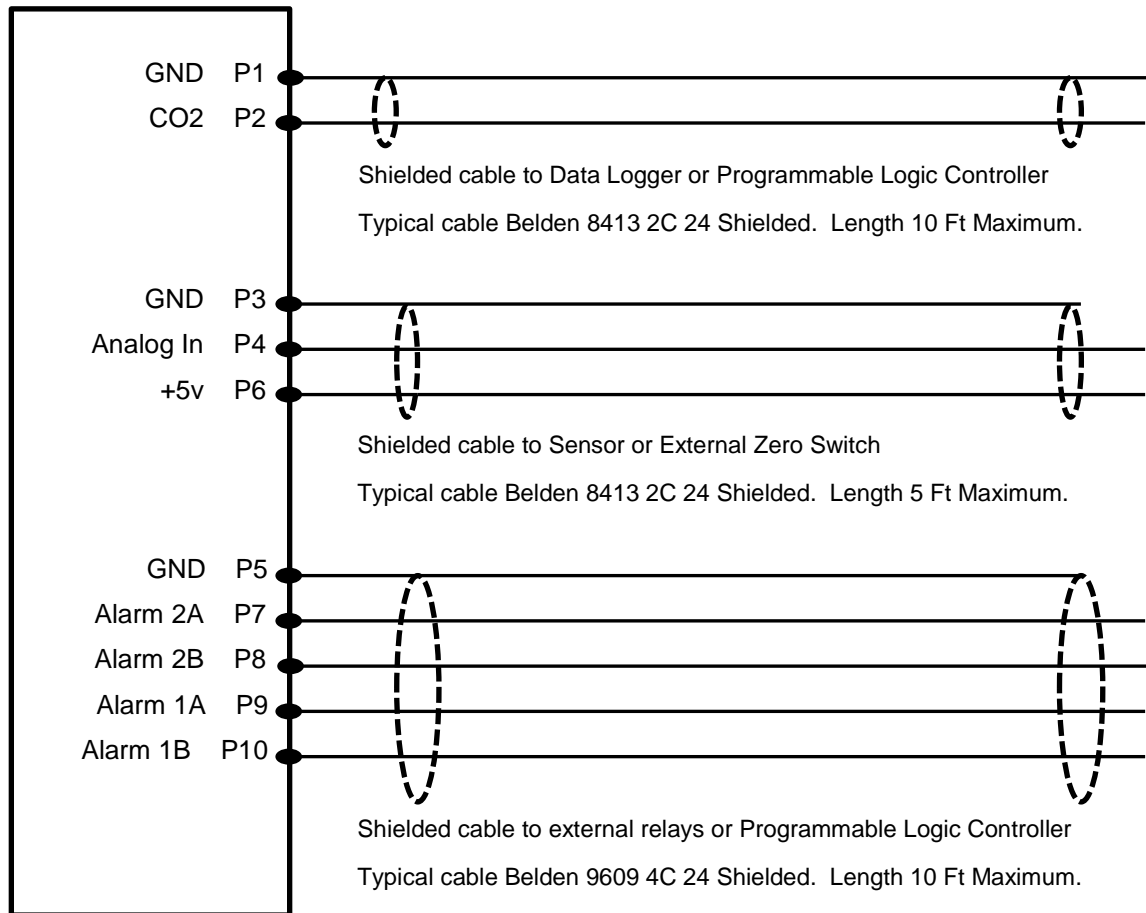 GND P1
CO2 P2
Shielded cable to Data Logger or Programmable Logic Controller
Typical cable Belden 8413 2C 24 Shielded. Length 10 Ft Maximum.
GND P3
Analog In P4
+5v P6
Shielded cable to Sensor or External Zero Switch
Typical cable Belden 8413 2C 24 Shielded. Length 5 Ft Maximum.
GND P5
Alarm 2A P7
Alarm 2B P8
Alarm 1A P9
Alarm 1B P10
Shielded cable to external relays or Programmable Logic Controller
Typical cable Belden 9609 4C 24 Shielded. Length 10 Ft Maximum.